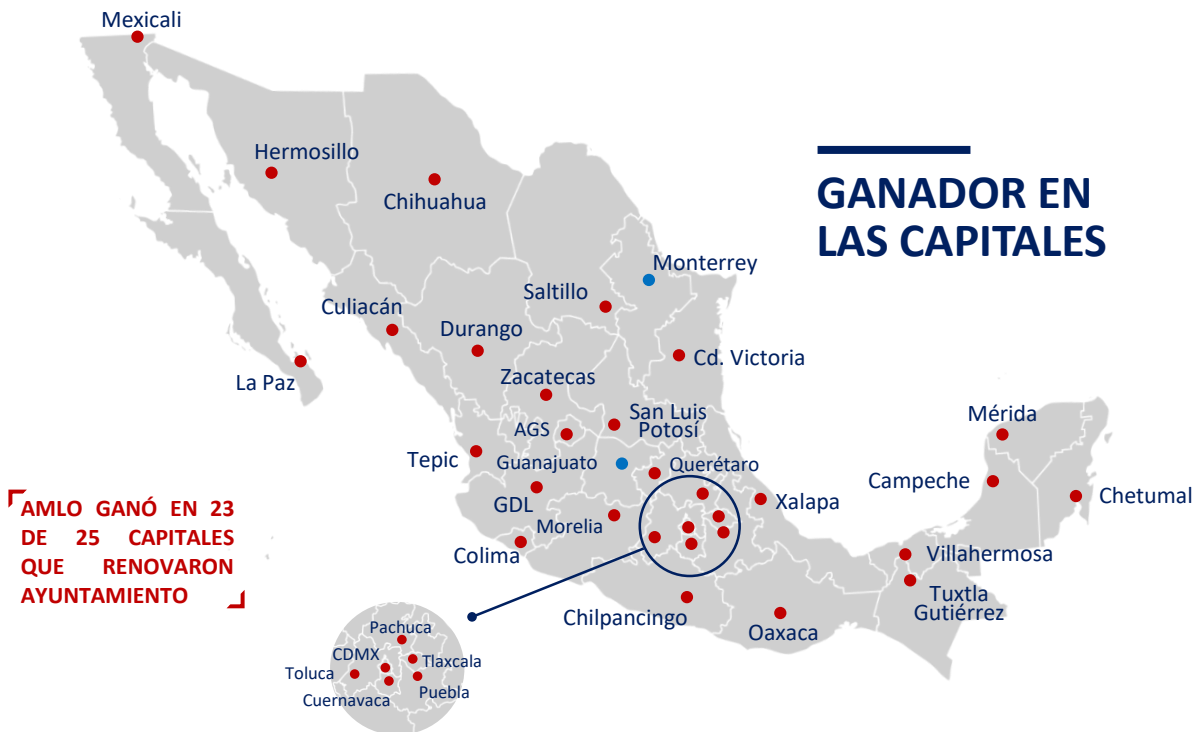 Mexicali
Hermosillo
Chihuahua
GANADOR EN
LAS CAPITALES
Monterrey
Saltillo
Culiacán
Durango
Cd. Victoria
La Paz
Zacatecas
San Luis
Potosí
Mérida
AGS
Tepic
Guanajuato
Querétaro
Campeche
Chetumal
GDL
Xalapa
Morelia
Colima
Villahermosa
AMLO GANÓ EN 23
DE 25 CAPITALES
QUE RENOVARON
AYUNTAMIENTO
Tuxtla
Gutiérrez
Chilpancingo
Oaxaca
Pachuca
CDMX
Tlaxcala
Toluca
Cuernavaca
Puebla